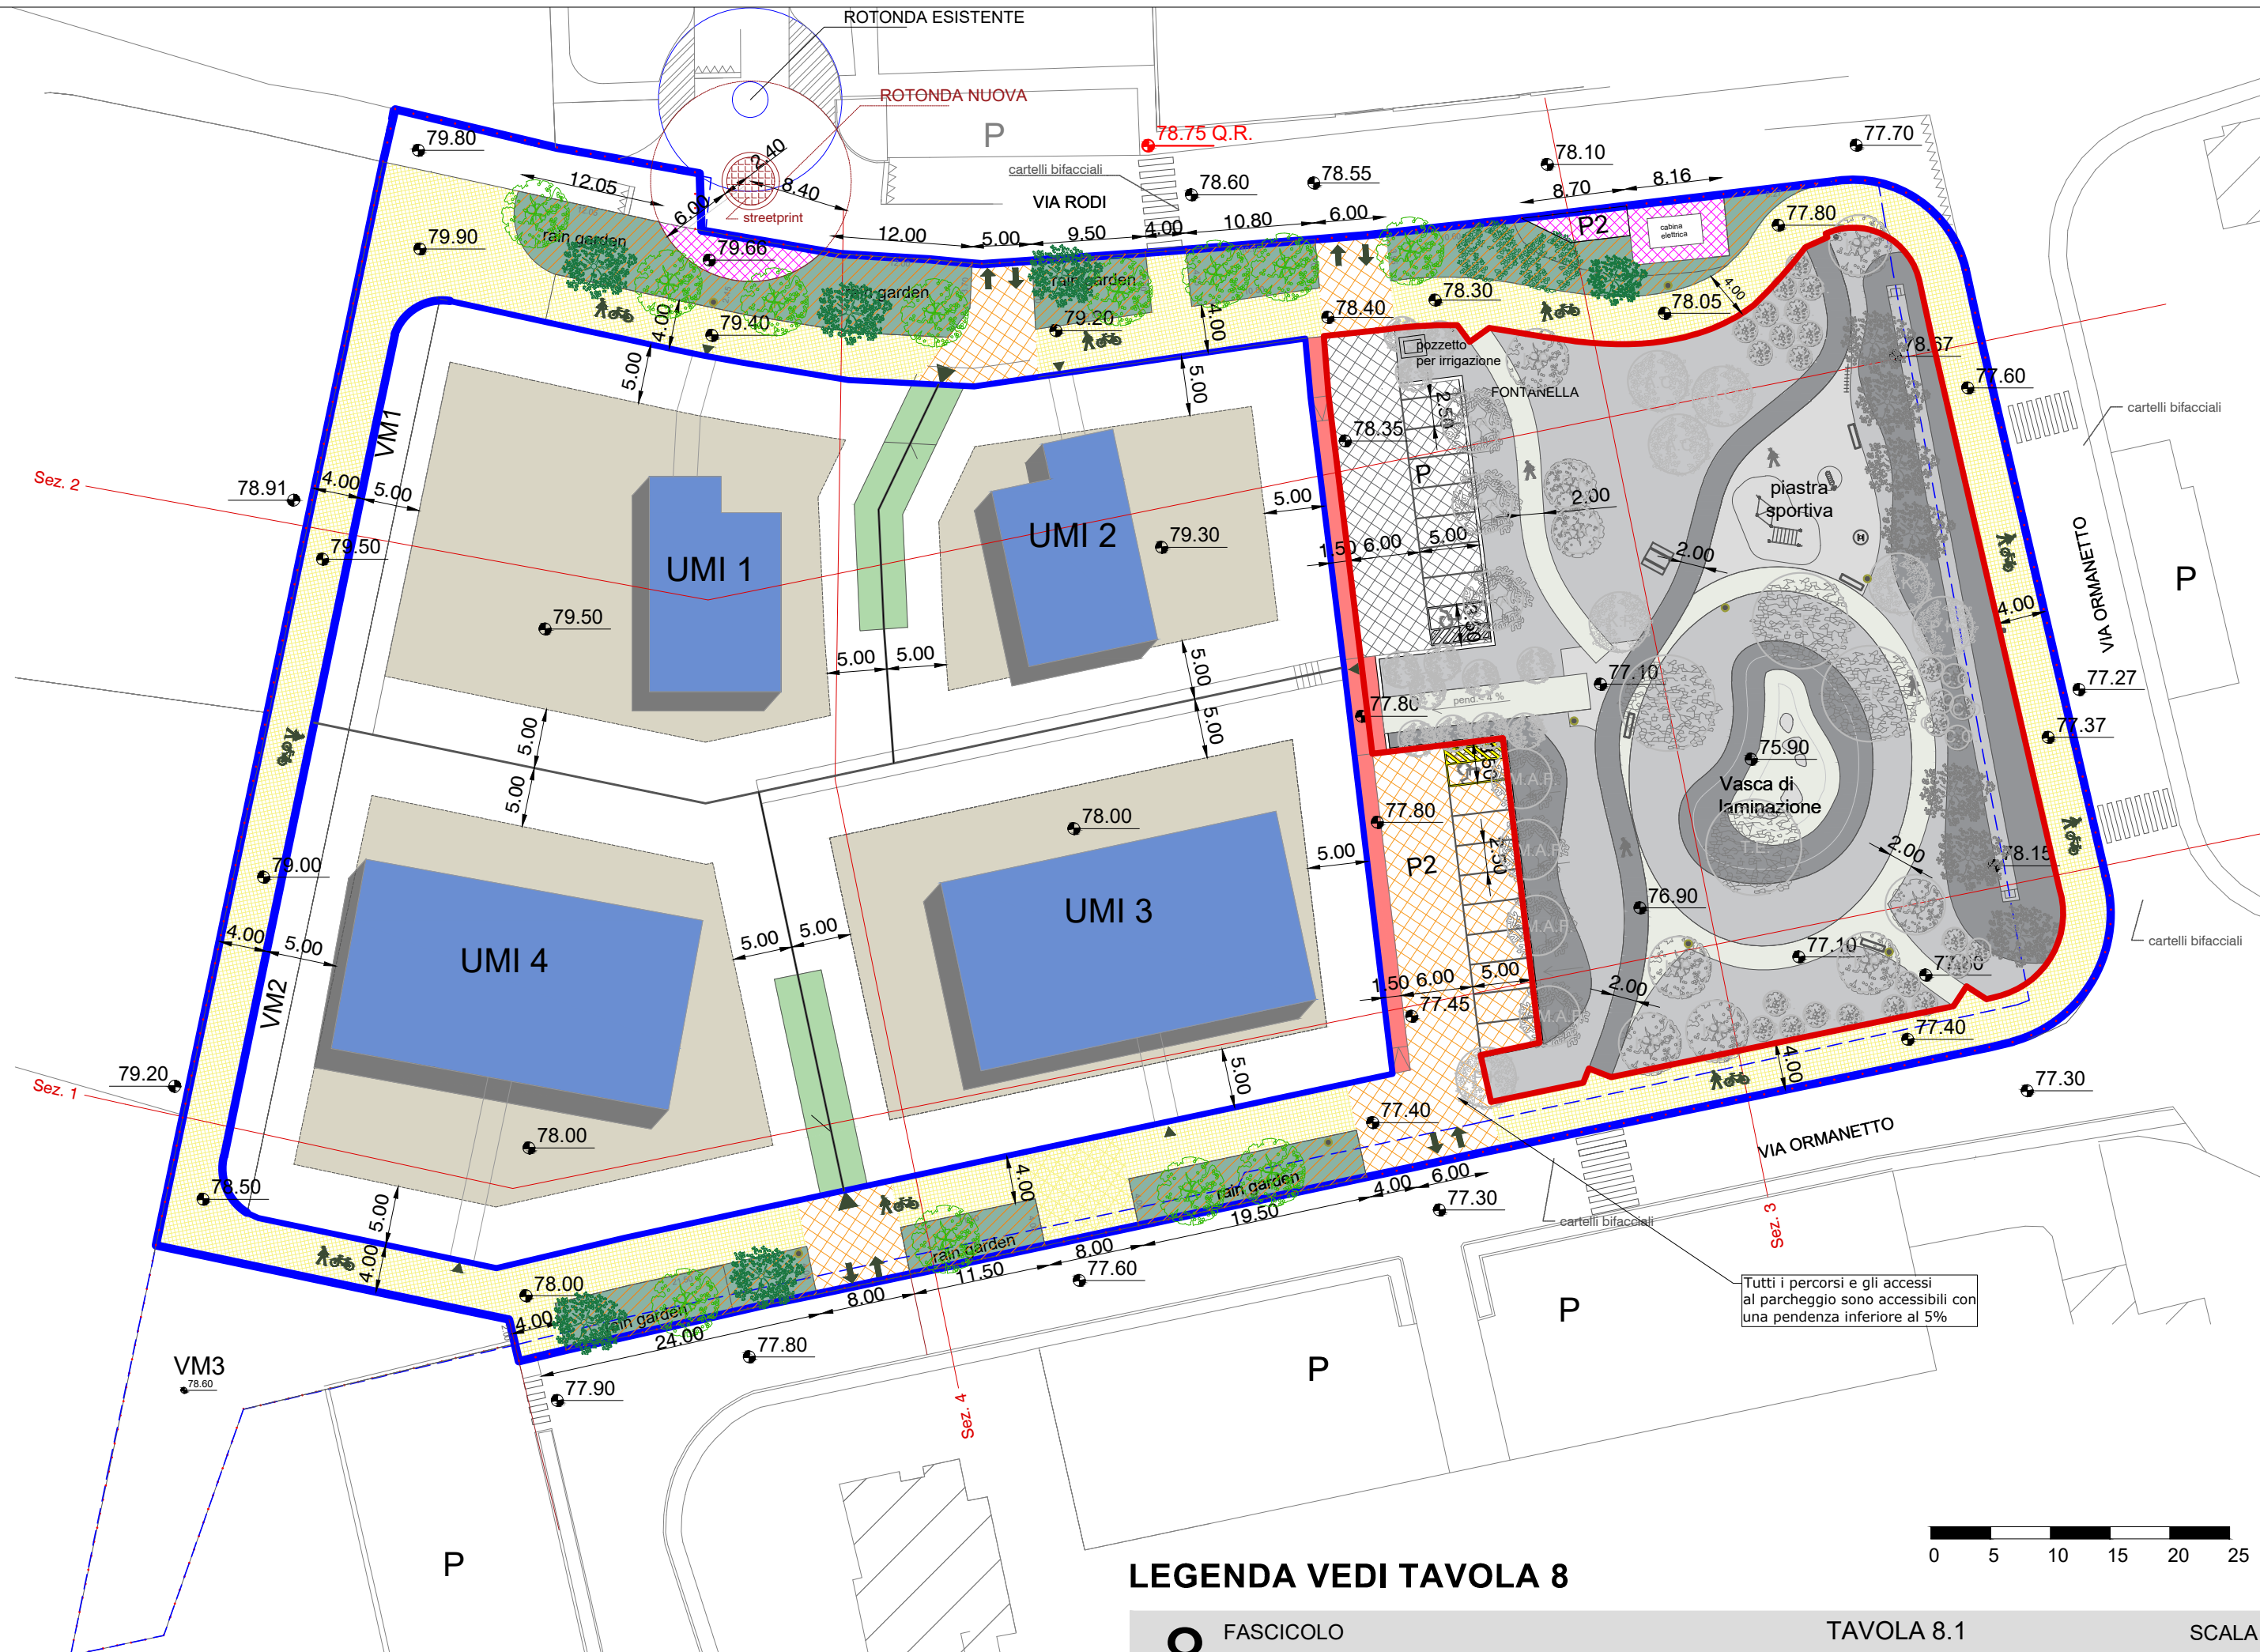 ROTONDA ESISTENTE
ROTONDA NUOVA
P
78.75 Q.R.
cartelli bifacciali
VIA RODI
79.80
79.90
12.05
6.00
2.40
8.40
streetprint
79.66
rain garden
rain garden
12.00
5.00
9.50
4.00
10.80
6.00
78.60
78.55
78.10
8.70
8.16
77.70
P2
cabina
elettrica
77.80
rain garden
4.00
79.40
79.20
4.00
78.40
78.30
78.05
4.00
5.00
5.00
pozzetto
per irrigazione
FONTANELLA
78.67
77.60
cartelli bifacciali
VM1
Sez. 2
78.91
4.00
5.00
79.50
UMI 1
79.50
UMI 2
79.30
5.00
78.35
2.50
P
1.50
6.00
5.00
3.50
2.00
2.00
piastra
sportiva
VIA ORMANETTO
P
4.00
77.27
77.37
5.00
5.00
5.00
5.00
5.00
5.00
77.80
pend. 4 %
77.10
75.90
Vasca di
laminazione
T.E.
2.00
78.15
cartelli bifacciali
78.00
UMI 3
5.00
77.80
P2
2.50
M.A.F.
M.A.F.
M.A.F.
M.A.F.
76.90
77.10
1.50
6.00
5.00
77.45
2.00
79.00
4.00
5.00
UMI 4
5.00
5.00
VM2
79.20
Sez. 1
78.00
78.50
5.00
4.00
5.00
4.00
77.40
4.00
77.40
77.30
VIA ORMANETTO
rain garden
19.50
4.00
6.00
77.30
cartelli bifacciali
Sez. 3
rain garden
11.50
8.00
77.60
78.00
4.00
rain garden
24.00
8.00
77.80
77.90
Sez. 4
VM3
78.60
Tutti i percorsi e gli accessi
al parcheggio sono accessibili con
una pendenza inferiore al 5%
P
P
P
0 5 10 15 20 25
LEGENDA VEDI TAVOLA 8
FASCICOLO
TAVOLA 8.1
SCALA